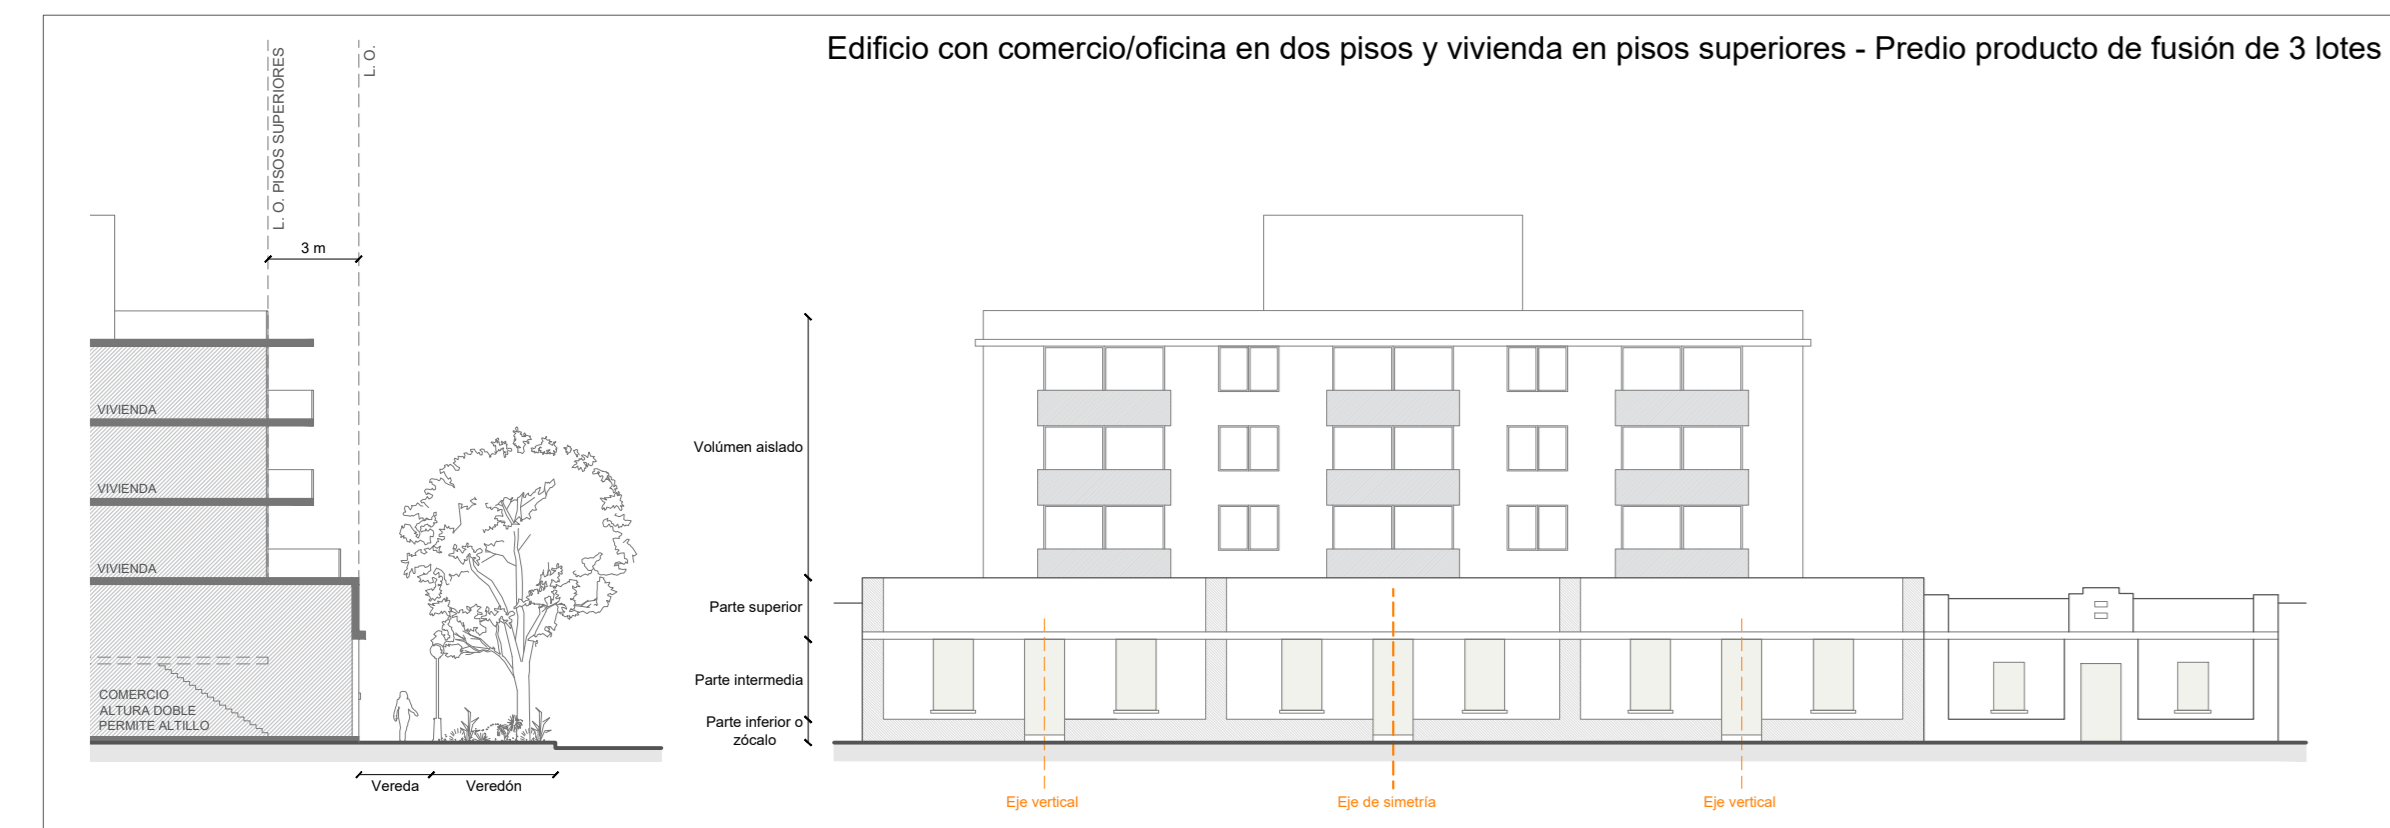 Edificio con comercio/oficina en dos pisos y vivienda en pisos superiores - Predio producto de fusión de 3 lotes
L. O. PISOS SUPERIORES
L. O.
3 m
VIVIENDA
VIVIENDA
VIVIENDA
COMERCIO
ALTURA DOBLE
PERMITE ALTILLO
Vereda
Veredón
Volúmen aislado
Parte superior
Parte intermedia
Parte inferior o
zócalo
Eje vertical
Eje de simetría
Eje vertical